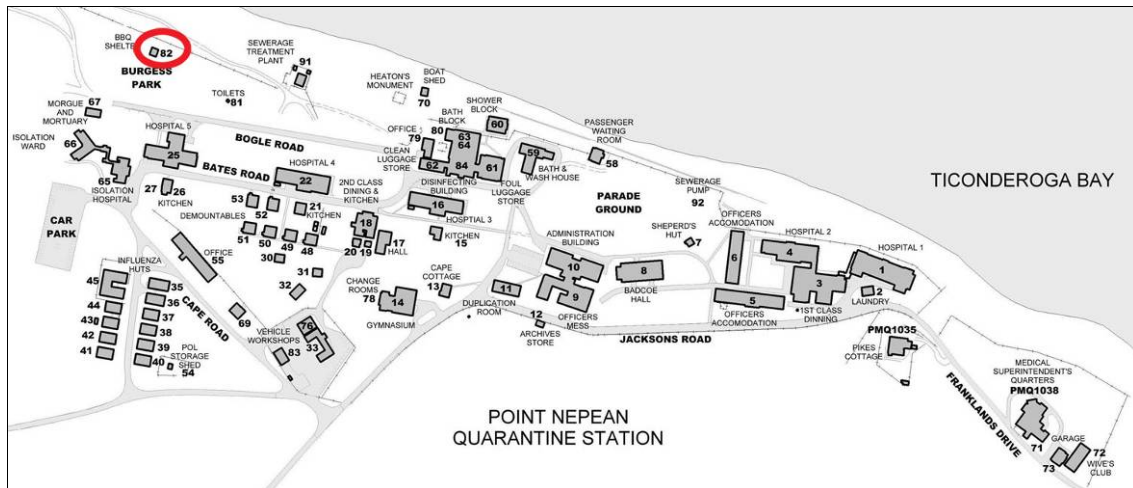 BBQ
SHELTE
82
BURGESS
PARK
SEWERAGE
TREATMENT
PLANT
91
TOILETS
81
HEATON'S
MONUMENT
BOAT
SHED
70
MORGUE
AND
MORTUARY
67
ISOLATION
WARD
66
HOSPITAL 5
25
BOGLE ROAD
BATES ROAD
HOSPITAL 4
22
OFFICE
79
CLEAN
LUGGAGE
STORE
BATH
BLOCK
80
63
64
62
84
61
SHOWER
BLOCK
60
59
BATH &
WASH HOUSE
PASSENGER
WAITING
ROOM
58
TICONDEROGA BAY
65
ISOLATION
HOSPITAL
27
26
KITCHEN
2ND CLASS
DINING &
KITCHEN
DISINFECTING
BUILDING
FOUL
LUGGAGE
STORE
PARADE
GROUND
SEWERAGE
PUMP
92
CAR
PARK
DEMOUNTABLES
53
52
21
KITCHEN
51
50
49
48
18
20
19
17
HALL
16
HOSPTIAL 3
KITCHEN
15
30
31
32
OFFICE
55
SHEPERD'S
HUT
7
OFFICERS
ACCOMODATION
6
HOSPITAL 2
4
HOSPITAL 1
1
3
2
LAUNDRY
ADMINISTRATION
BUILDING
10
9
OFFICERS
MESS
8
BADCOE
HALL
5
OFFICERS
ACCOMODATION
1ST CLASS
DINNING
INFLUENZA
HUTS
45
44
43
42
41
35
36
37
38
39
40
POL
STORAGE
SHED
54
CAPE ROAD
69
VEHICLE
WORKSHOPS
76
33
83
CHANGE
ROOMS
78
14
GYMNASIUM
CAPE
COTTAGE
13
11
DUPLICATION
ROOM
12
ARCHIVES
STORE
JACKSONS ROAD
PMQ1035
PIKES
COTTAGE
FRANKLANDS DRIVE
MEDICAL
SUPERINTENDENT'S
QUARTERS
PMQ1038
71
GARAGE
73
72
WIVE'S
CLUB
POINT NEPEAN
QUARANTINE STATION